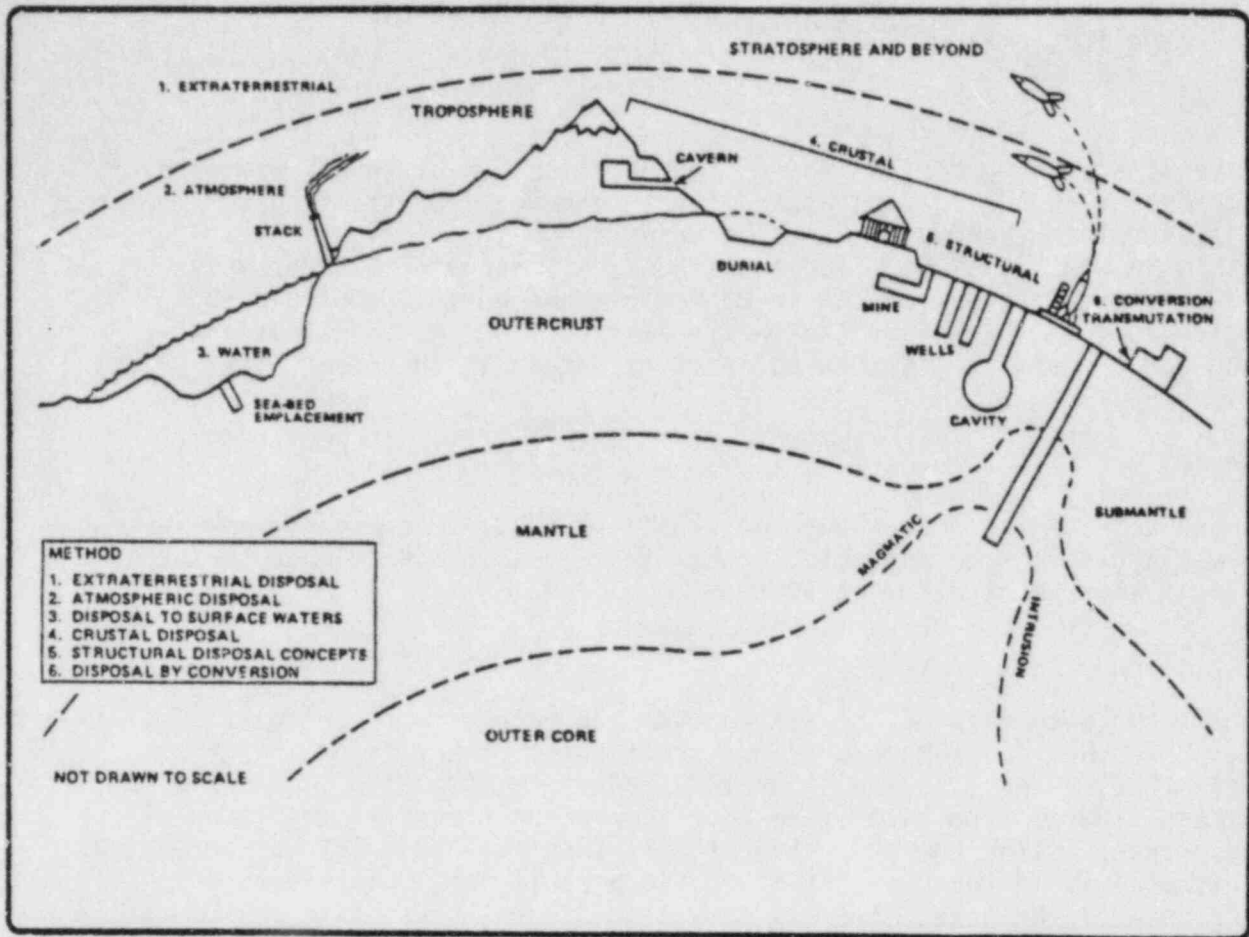 STRATOSPHERE AND BEYOND
1. EXTRATERRESTRIAL
TROPOSPHERE
4. CRUSTAL
CAVERN
2. ATMOSPHERE
STACK
5. STRUCTURAL
BURIAL
MINE
6. CONVERSION
TRANSMUTATION
OUTERCRUST
WELLS
3. WATER
SEA-BED
EMPLACEMENT
CAVITY
MANTLE
MAGMATIC
SUBMANTLE
INTRUSION
METHOD
1. EXTRATERRESTRIAL DISPOSAL
2. ATMOSPHERIC DISPOSAL
3. DISPOSAL TO SURFACE WATERS
4. CRUSTAL DISPOSAL
5. STRUCTURAL DISPOSAL CONCEPTS
6. DISPOSAL BY CONVERSION
OUTER CORE
NOT DRAWN TO SCALE